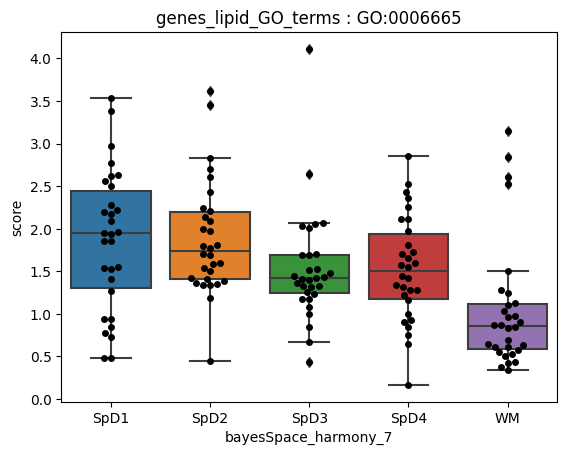 genes_lipid_GO_terms : GO:0006665
4.0
3.5
3.0
2.5
2.0
1.5
1.0
0.5
0.0
score
SpD1 SpD2 SpD3 SpD4 WM
bayesSpace_harmony_7